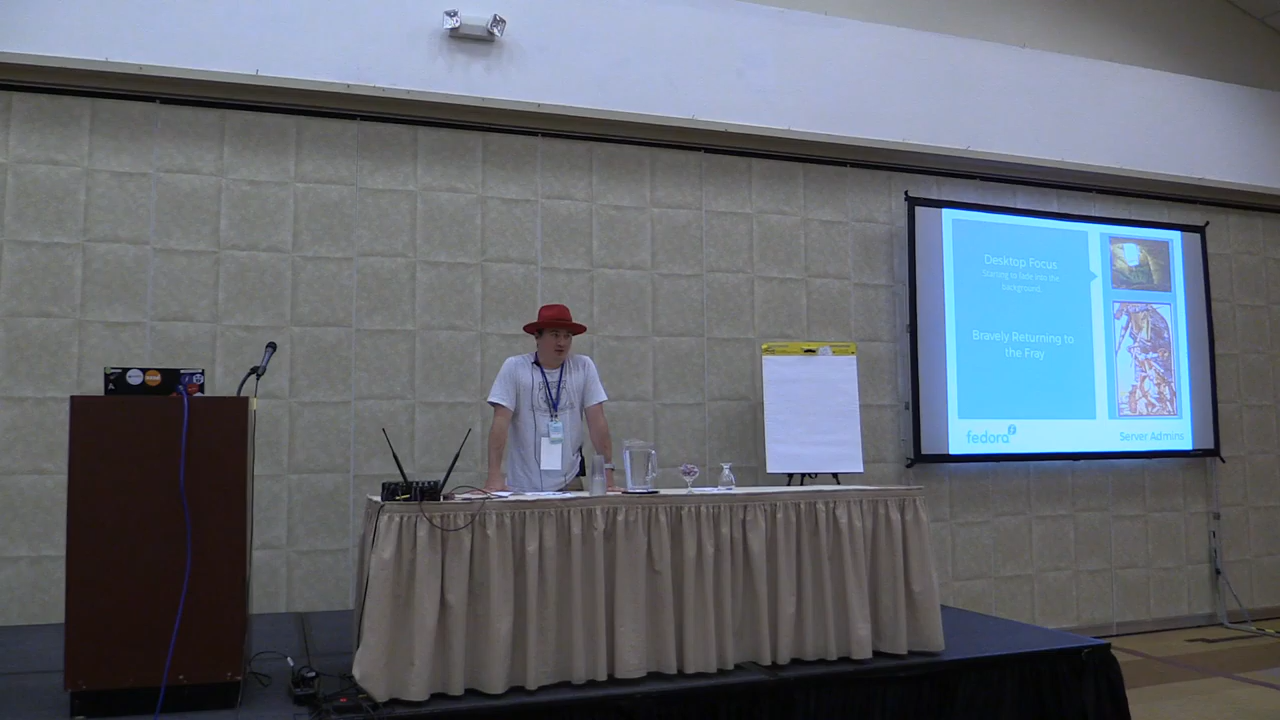 Desktop Focus
Starting to fade into the
background.
Bravely Returning to
the Fray
fedora
Server Admins